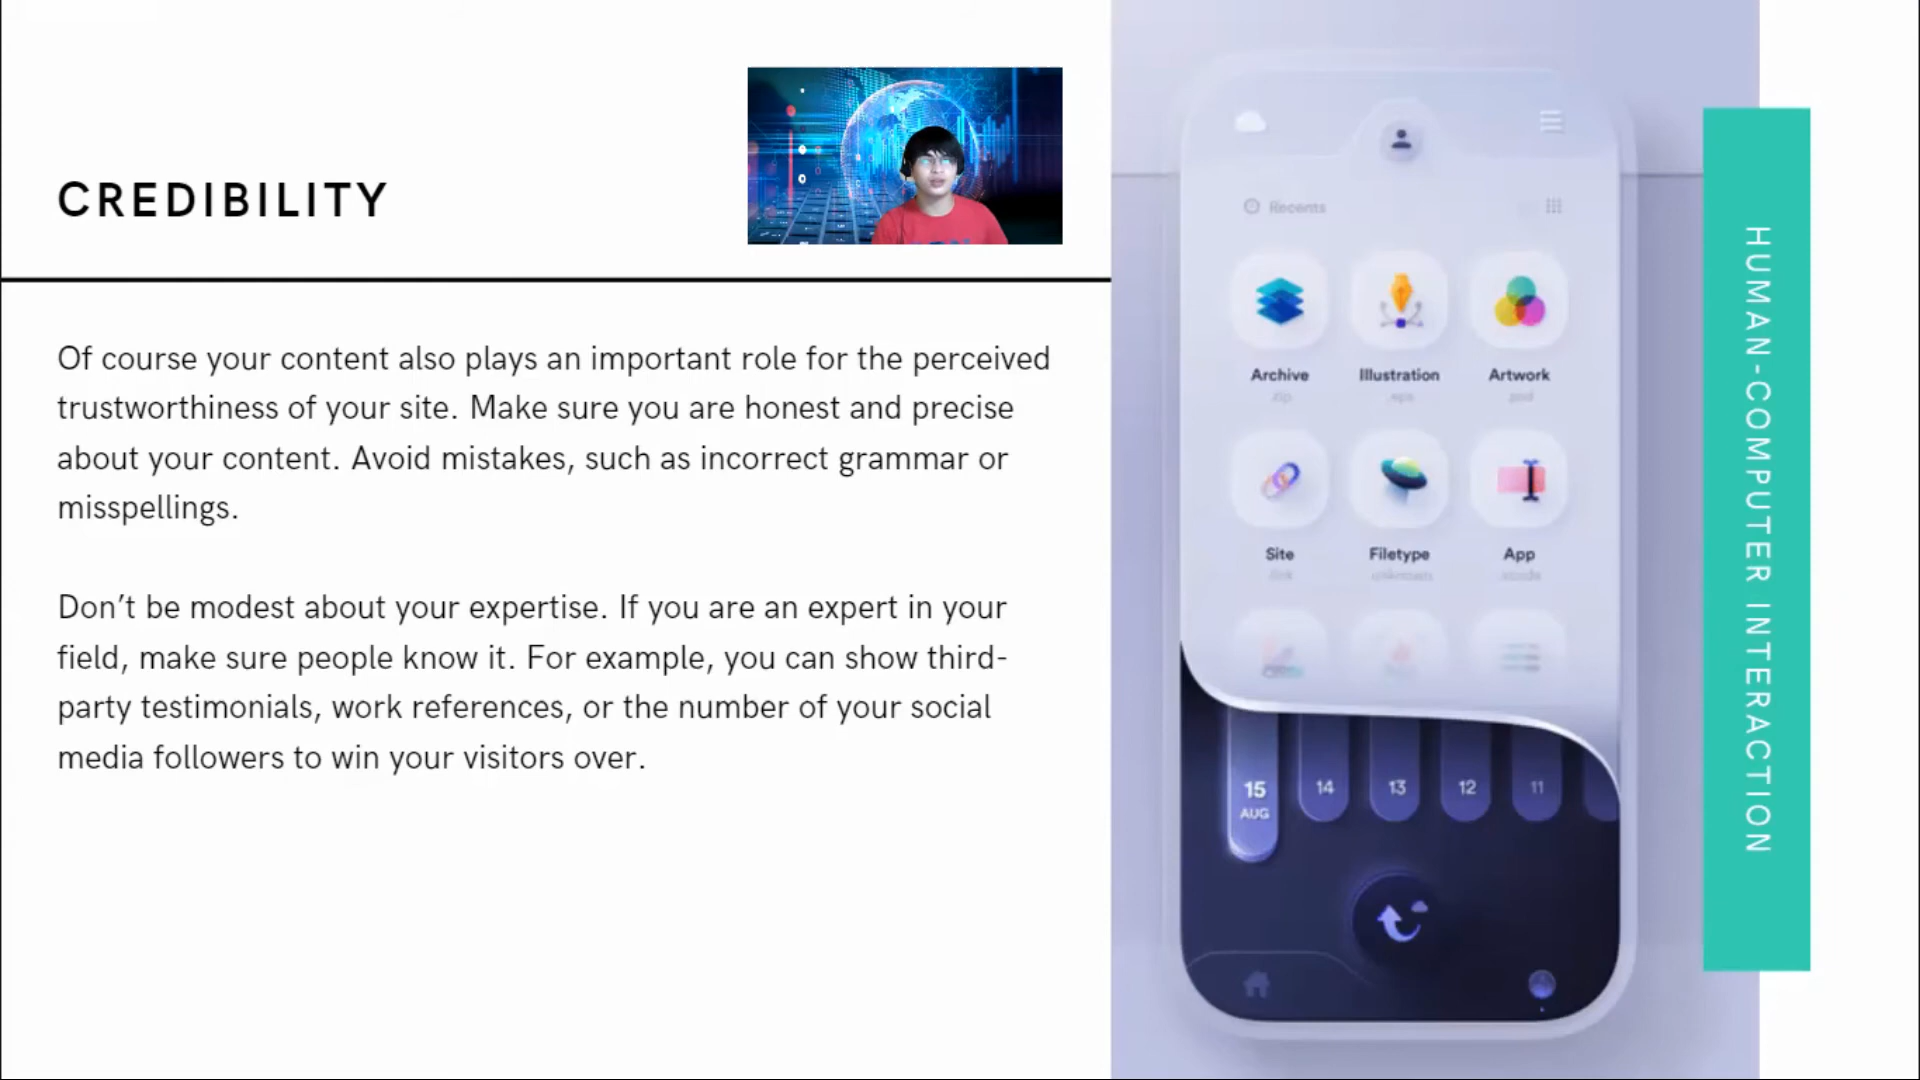 CREDIBILITY
Of course your content also plays an important role for the perceived
trustworthiness of your site. Make sure you are honest and precise
about your content. Avoid mistakes, such as incorrect grammar or
misspellings.
Don’t be modest about your expertise. If you are an expert in your
field, make sure people know it. For example, you can show third-
party testimonials, work references, or the number of your social
media followers to win your visitors over.
Recents
Archive Illustration Artwork
zip eps psd
Site Filetype App
link unknown xcode
15 14 13 12 11
AUG
HUMAN-COMPUTER INTERACTION